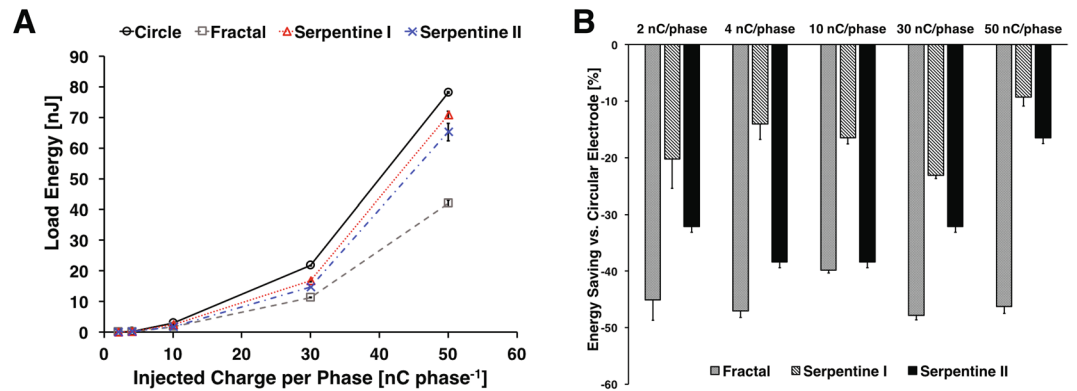 A
Circle Fractal Serpentine I Serpentine II
Load Energy [nJ]
90
80
70
60
50
40
30
20
10
0
0 10 20 30 40 50 60
Injected Charge per Phase [nC phase⁻¹]
B
2 nC/phase 4 nC/phase 10 nC/phase 30 nC/phase 50 nC/phase
Energy Saving vs. Circular Electrode [%]
0
-10
-20
-30
-40
-50
-60
Fractal Serpentine I Serpentine II